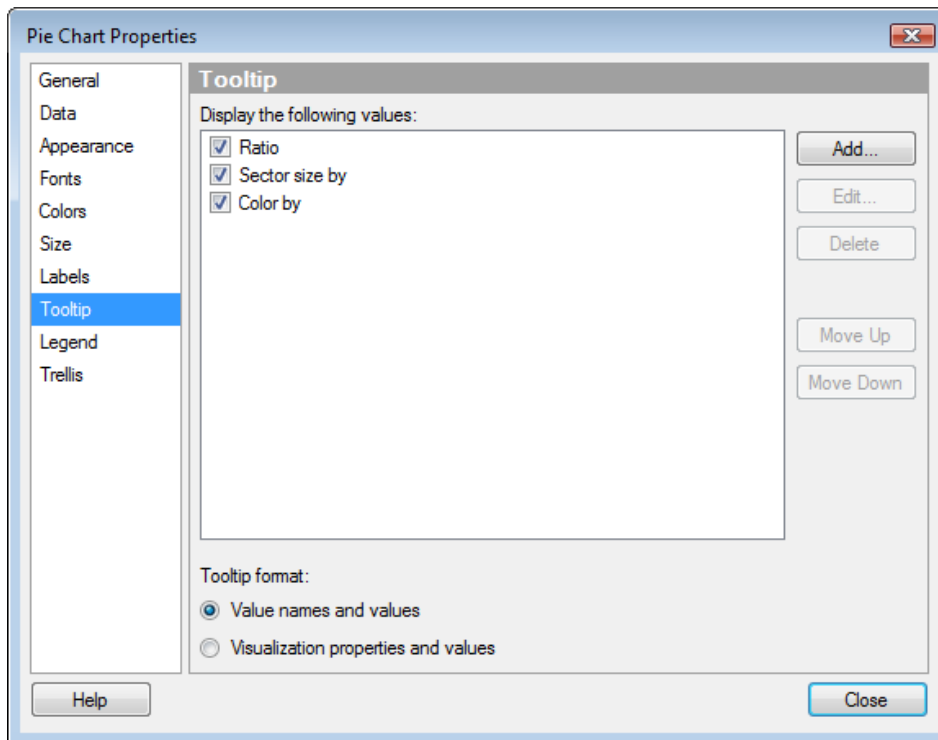 Pie Chart Properties
General
Data
Appearance
Fonts
Colors
Size
Labels
Tooltip
Legend
Trellis
Tooltip
Display the following values:
Ratio
Sector size by
Color by
Add...
Edit...
Delete
Move Up
Move Down
Tooltip format:
Value names and values
Visualization properties and values
Help
Close